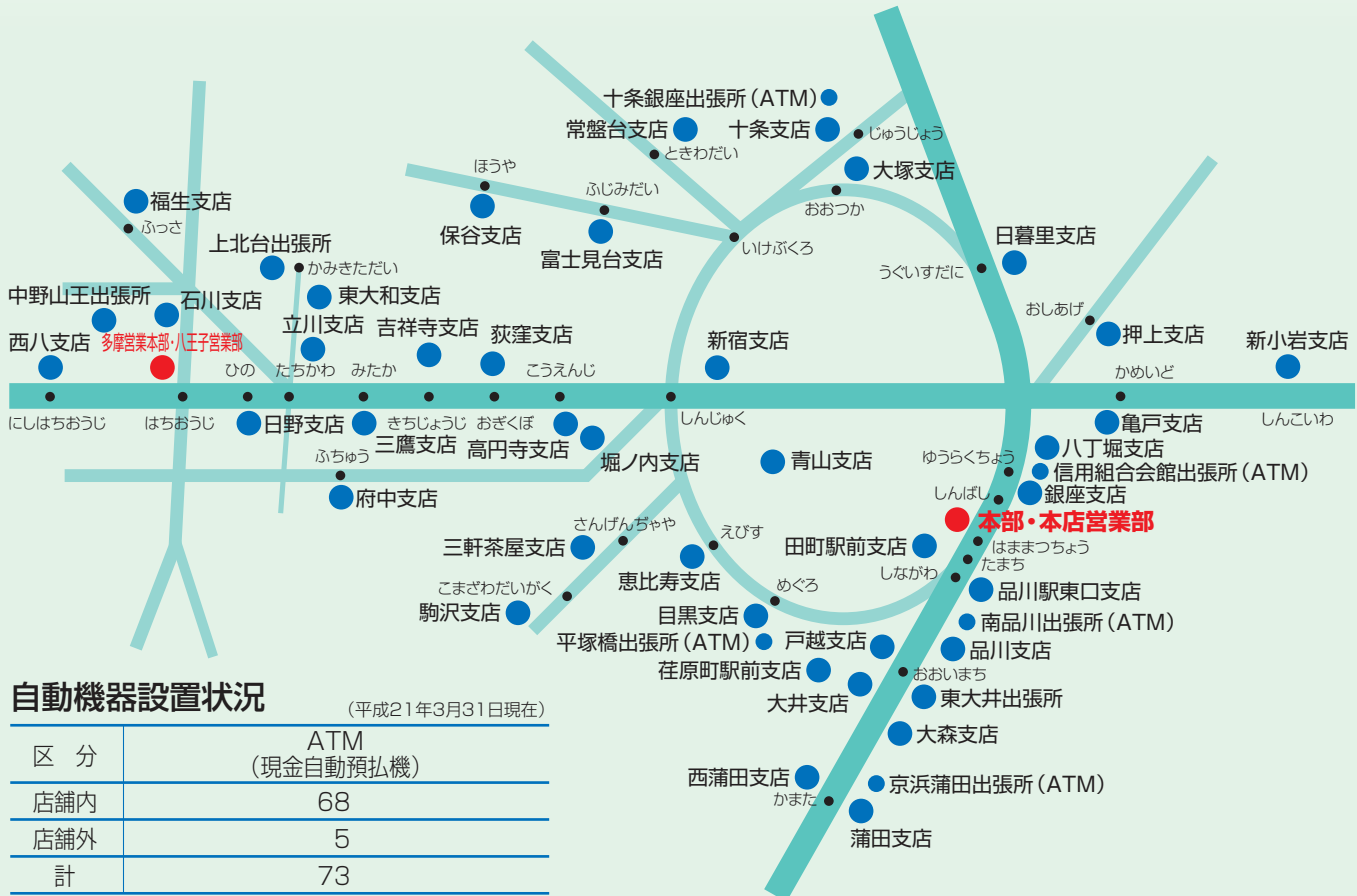 十条銀座出張所(ATM)
常盤台支店
十条支店
じゅうじょう
ときわだい
大塚支店
ほうや
ふじみだい
おおつか
福生支店
ふっさ
保谷支店
富士見台支店
いけぶくろ
日暮里支店
うぐいすだに
上北台出張所
かみきただい
中野山王出張所
石川支店
東大和支店
おしあげ
押上支店
西八支店
多摩営業本部・八王子営業部
立川支店
吉祥寺支店
荻窪支店
新宿支店
新小岩支店
ひの
たちかわ
みたか
こうえんじ
かめいど
にしはちおうじ
はちおうじ
日野支店
きちじょうじ
おぎくぼ
しんじゅく
しんこいわ
三鷹支店
高円寺支店
亀戸支店
堀ノ内支店
八丁堀支店
ふちゅう
青山支店
ゆうらくちょう
信用組合会館出張所(ATM)
府中支店
しんばし
銀座支店
本部・本店営業部
さんげんぢゃや
えびす
三軒茶屋支店
田町駅前支店
はままつちょう
恵比寿支店
しながわ
たまち
こまざわだいがく
めぐろ
品川駅東口支店
駒沢支店
目黒支店
南品川出張所(ATM)
平塚橋出張所(ATM)
戸越支店
品川支店
荏原町駅前支店
おおいまち
大井支店
東大井出張所
大森支店
西蒲田支店
京浜蒲田出張所(ATM)
かまた
蒲田支店
自動機器設置状況
(平成21年3月31日現在)
区 分
ATM
(現金自動預払機)
店舗内 68
店舗外 5
計 73